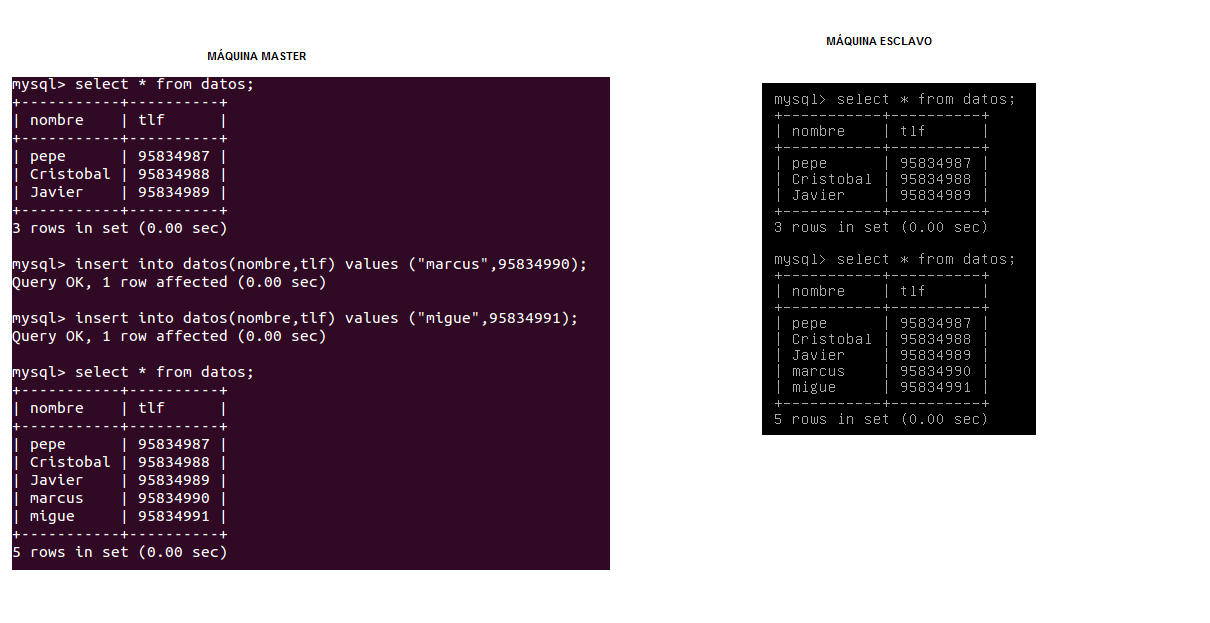 MÁQUINA MASTER
mysql> select * from datos;
+-----------+----------+
| nombre    | tlf      |
+-----------+----------+
| pepe      | 95834987 |
| Cristobal | 95834988 |
| Javier    | 95834989 |
+-----------+----------+
3 rows in set (0.00 sec)
mysql> insert into datos(nombre,tlf) values ("marcus",95834990);
Query OK, 1 row affected (0.00 sec)
mysql> insert into datos(nombre,tlf) values ("migue",95834991);
Query OK, 1 row affected (0.00 sec)
mysql> select * from datos;
+-----------+----------+
| nombre    | tlf      |
+-----------+----------+
| pepe      | 95834987 |
| Cristobal | 95834988 |
| Javier    | 95834989 |
| marcus    | 95834990 |
| migue     | 95834991 |
+-----------+----------+
5 rows in set (0.00 sec)
MÁQUINA ESCLAVO
mysql> select * from datos;
+-----------+----------+
| nombre    | tlf      |
+-----------+----------+
| pepe      | 95834987 |
| Cristobal | 95834988 |
| Javier    | 95834989 |
+-----------+----------+
3 rows in set (0.00 sec)
mysql> select * from datos;
+-----------+----------+
| nombre    | tlf      |
+-----------+----------+
| pepe      | 95834987 |
| Cristobal | 95834988 |
| Javier    | 95834989 |
| marcus    | 95834990 |
| migue     | 95834991 |
+-----------+----------+
5 rows in set (0.00 sec)